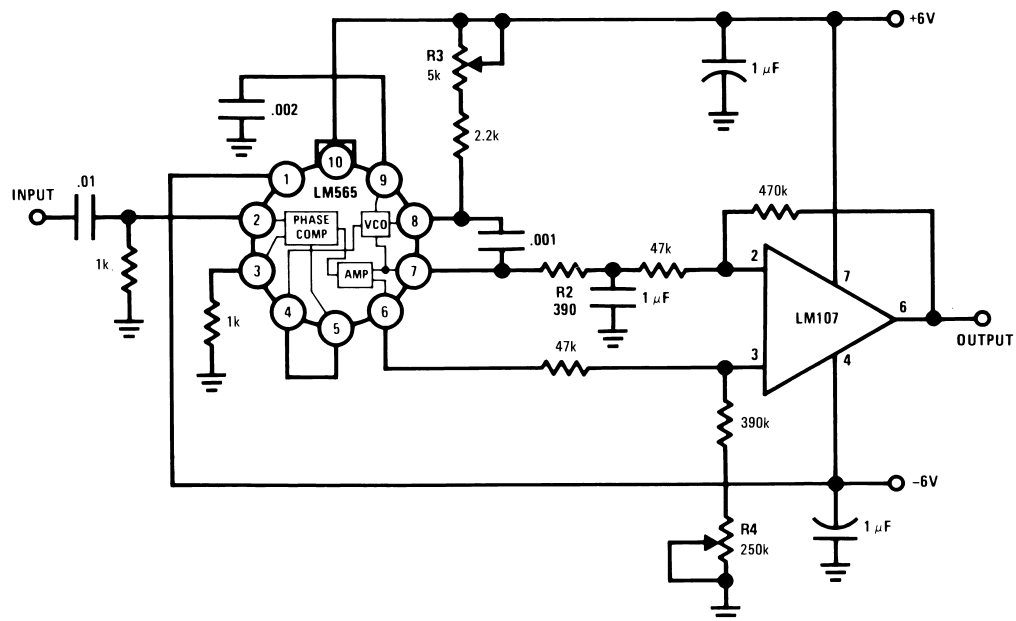 +6V
R3
5k
1 µF
.002
2.2k
10
1
9
LM565
INPUT
.01
2
PHASE
COMP
VCO
8
.001
470k
1k
3
AMP
7
R2
390
1 µF
47k
2
7
4
5
6
1k
47k
LM107
6
OUTPUT
3
4
390k
−6V
R4
250k
1 µF